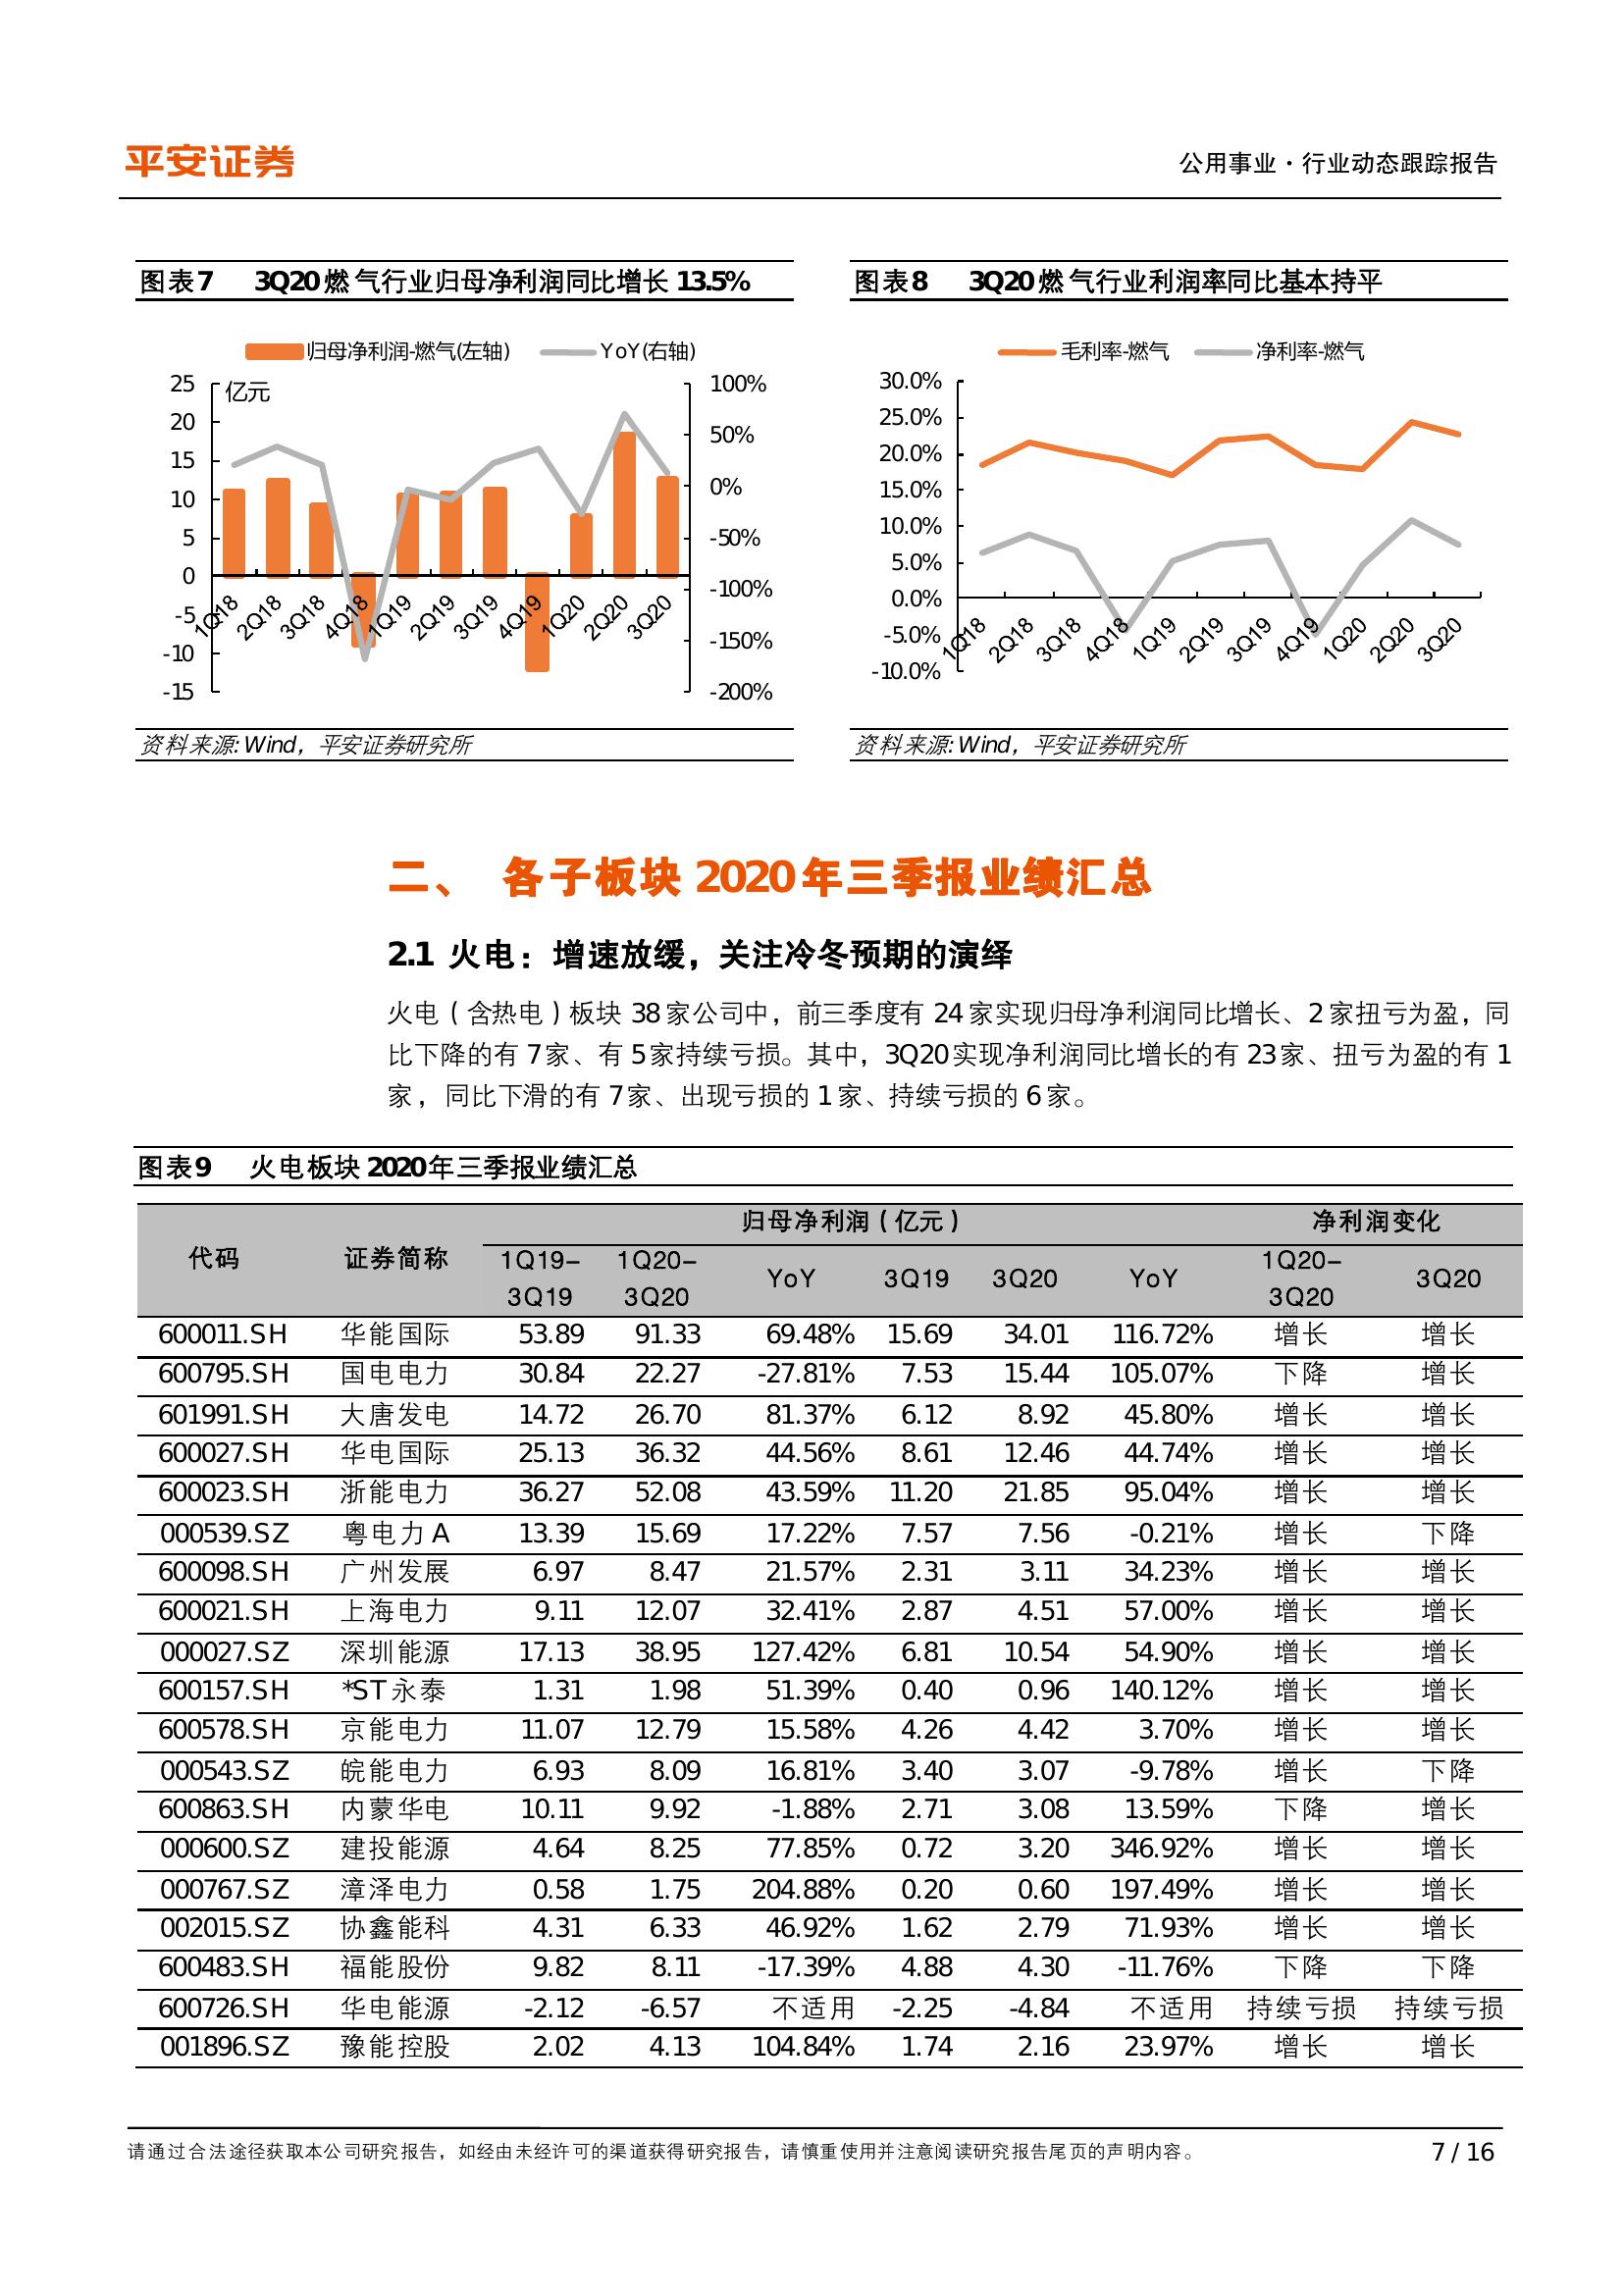 平安证券
公用事业·行业动态跟踪报告
图表7 3Q20燃气行业归母净利润同比增长13.5%
归母净利润-燃气(左轴) YoY(右轴)
亿元
25
20
15
10
5
0
-5
-10
-15
100%
50%
0%
-50%
-100%
-150%
-200%
1Q18 2Q18 3Q18 4Q18 1Q19 2Q19 3Q19 4Q19 1Q20 2Q20 3Q20
资料来源:Wind，平安证券研究所
图表8 3Q20燃气行业利润率同比基本持平
毛利率-燃气 净利率-燃气
30.0%
25.0%
20.0%
15.0%
10.0%
5.0%
0.0%
-5.0%
-10.0%
1Q18 2Q18 3Q18 4Q18 1Q19 2Q19 3Q19 4Q19 1Q20 2Q20 3Q20
资料来源:Wind，平安证券研究所
二、 各子板块2020年三季报业绩汇总
2.1 火电：增速放缓，关注冷冬预期的演绎
火电（含热电）板块38家公司中，前三季度有24家实现归母净利润同比增长、2家扭亏为盈，同
比下降的有7家、有5家持续亏损。其中，3Q20实现净利润同比增长的有23家、扭亏为盈的有1
家，同比下滑的有7家、出现亏损的1家、持续亏损的6家。
图表9 火电板块2020年三季报业绩汇总
归母净利润（亿元） 净利润变化
代码 证券简称 1Q19–3Q19 1Q20–3Q20 YoY 3Q19 3Q20 YoY 1Q20–3Q20 3Q20
600011.SH 华能国际 53.89 91.33 69.48% 15.69 34.01 116.72% 增长 增长
600795.SH 国电电力 30.84 22.27 -27.81% 7.53 15.44 105.07% 下降 增长
601991.SH 大唐发电 14.72 26.70 81.37% 6.12 8.92 45.80% 增长 增长
600027.SH 华电国际 25.13 36.32 44.56% 8.61 12.46 44.74% 增长 增长
600023.SH 浙能电力 36.27 52.08 43.59% 11.20 21.85 95.04% 增长 增长
000539.SZ 粤电力A 13.39 15.69 17.22% 7.57 7.56 -0.21% 增长 下降
600098.SH 广州发展 6.97 8.47 21.57% 2.31 3.11 34.23% 增长 增长
600021.SH 上海电力 9.11 12.07 32.41% 2.87 4.51 57.00% 增长 增长
000027.SZ 深圳能源 17.13 38.95 127.42% 6.81 10.54 54.90% 增长 增长
600157.SH *ST永泰 1.31 1.98 51.39% 0.40 0.96 140.12% 增长 增长
600578.SH 京能电力 11.07 12.79 15.58% 4.26 4.42 3.70% 增长 增长
000543.SZ 皖能电力 6.93 8.09 16.81% 3.40 3.07 -9.78% 增长 下降
600863.SH 内蒙华电 10.11 9.92 -1.88% 2.71 3.08 13.59% 下降 增长
000600.SZ 建投能源 4.64 8.25 77.85% 0.72 3.20 346.92% 增长 增长
000767.SZ 漳泽电力 0.58 1.75 204.88% 0.20 0.60 197.49% 增长 增长
002015.SZ 协鑫能科 4.31 6.33 46.92% 1.62 2.79 71.93% 增长 增长
600483.SH 福能股份 9.82 8.11 -17.39% 4.88 4.30 -11.76% 下降 下降
600726.SH 华电能源 -2.12 -6.57 不适用 -2.25 -4.84 不适用 持续亏损 持续亏损
001896.SZ 豫能控股 2.02 4.13 104.84% 1.74 2.16 23.97% 增长 增长
请通过合法途径获取本公司研究报告，如经由未经许可的渠道获得研究报告，请慎重使用并注意阅读研究报告尾页的声明内容。
7 / 16